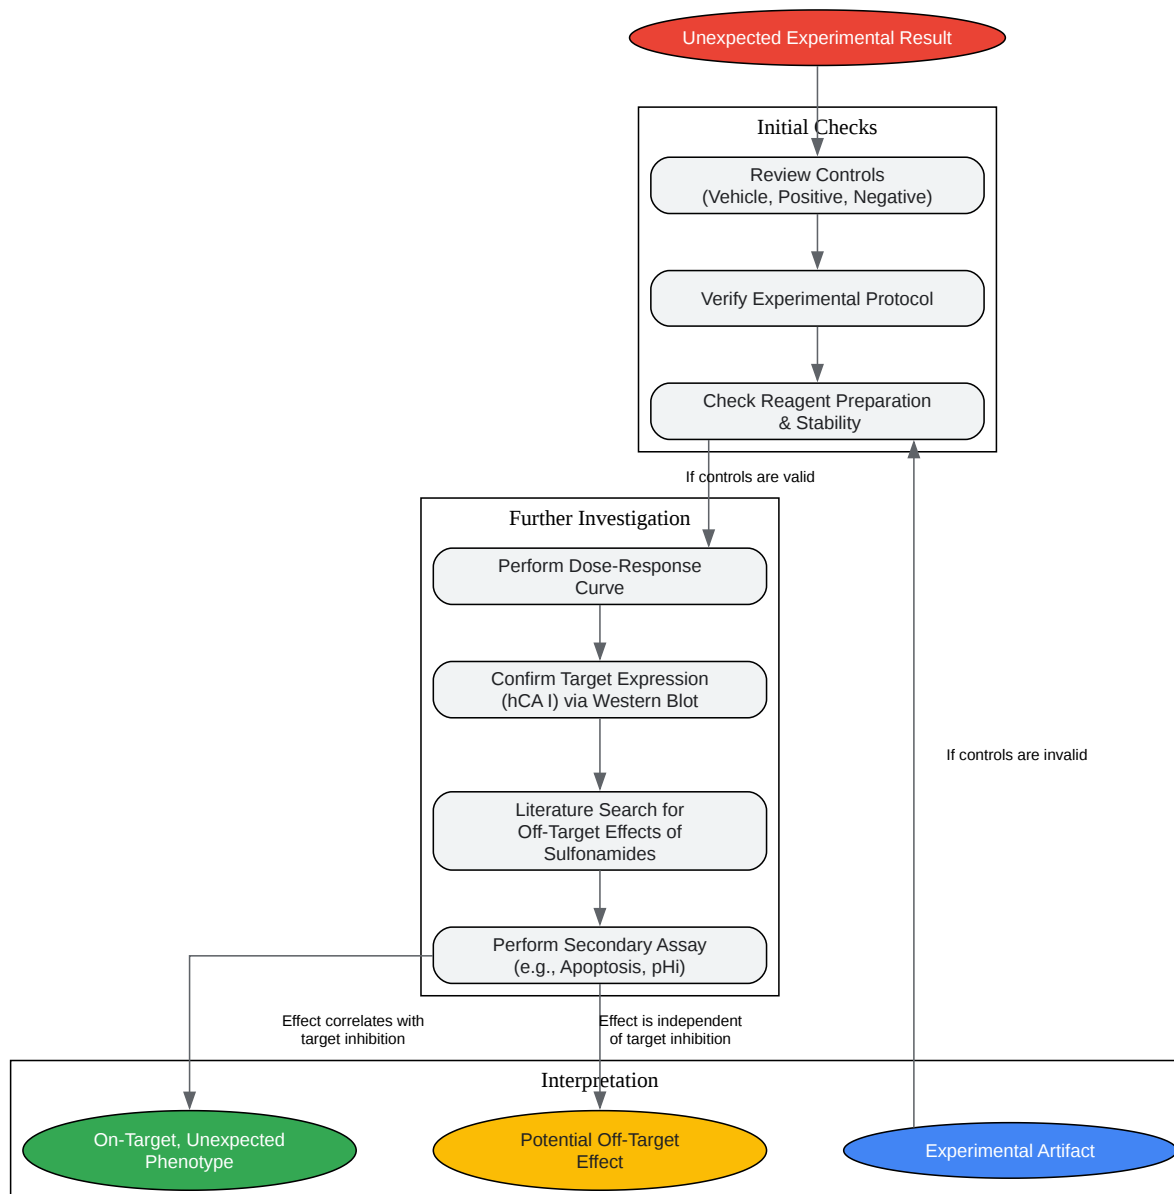 Unexpected Experimental Result
Initial Checks
Review Controls
(Vehicle, Positive, Negative)
Verify Experimental Protocol
Check Reagent Preparation
& Stability
If controls are valid
Further Investigation
Perform Dose-Response
Curve
Confirm Target Expression
(hCA I) via Western Blot
If controls are invalid
Literature Search for
Off-Target Effects of
Sulfonamides
Perform Secondary Assay
(e.g., Apoptosis, pHi)
Effect correlates with
target inhibition
Effect is independent
of target inhibition
Interpretation
On-Target, Unexpected
Phenotype
Potential Off-Target
Effect
Experimental Artifact